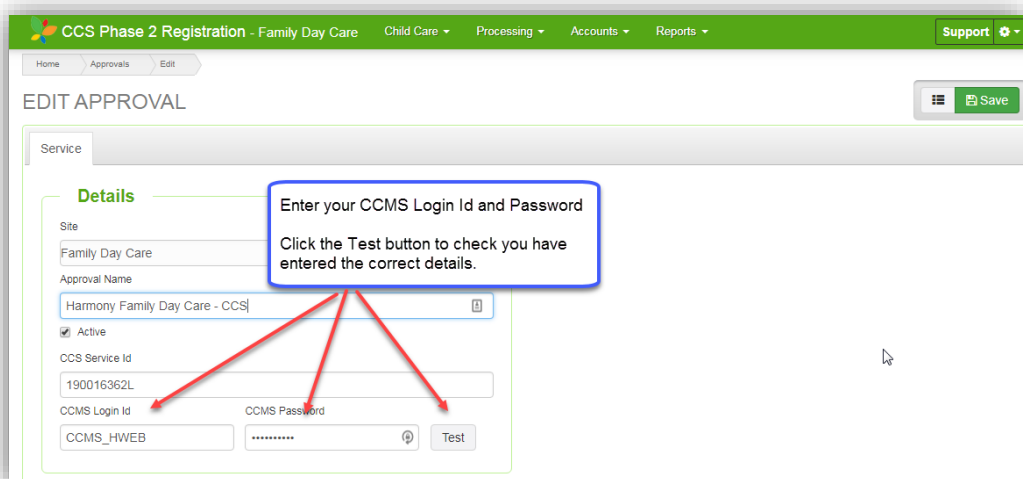 CCS Phase 2 Registration - Family Day Care Child Care Processing Accounts Reports Support
Home Approvals Edit
EDIT APPROVAL
Save
Service
Details
Enter your CCMS Login Id and Password
Click the Test button to check you have
entered the correct details.
Site
Family Day Care
Approval Name
Harmony Family Day Care - CCS
Active
CCS Service Id
190016362L
CCMS Login Id CCMS Password
CCMS_HWEB •••••••••• Test